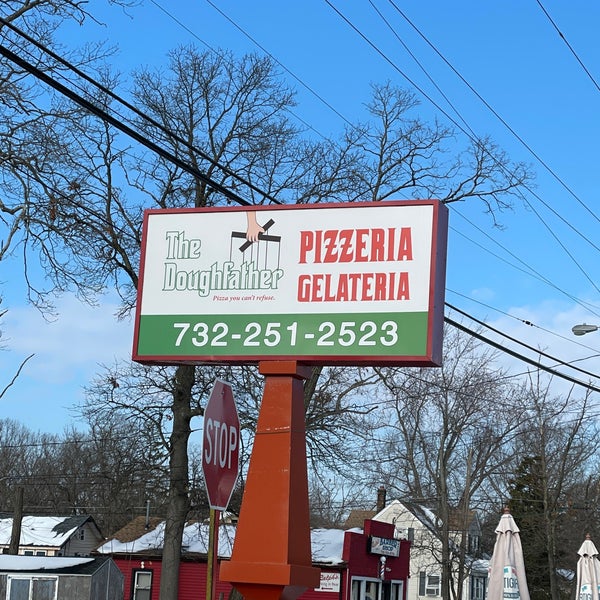 The
Doughfather
Pizza you can't refuse.
PIZZERIA
GELATERIA
732-251-2523
STOP